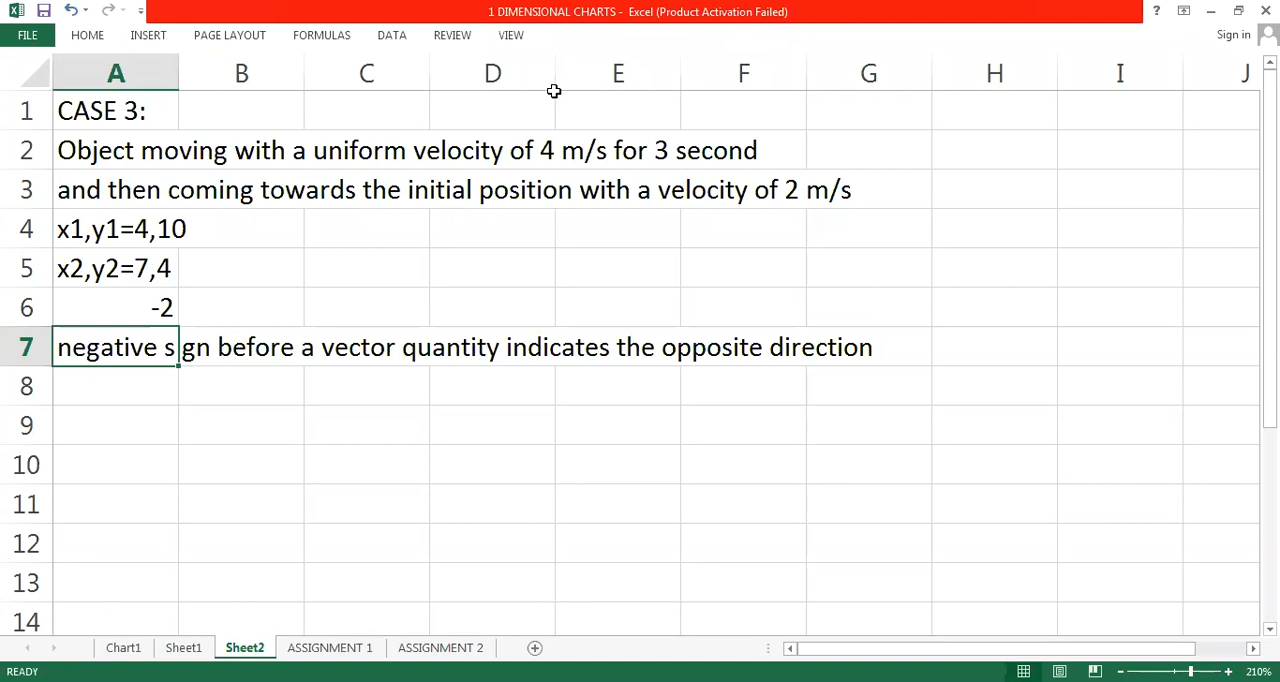 1 DIMENSIONAL CHARTS - Excel (Product Activation Failed)
?
FILE HOME INSERT PAGE LAYOUT FORMULAS DATA REVIEW VIEW Sign in
A B C D E F G H I J
1 CASE 3:
2 Object moving with a uniform velocity of 4 m/s for 3 second
3 and then coming towards the initial position with a velocity of 2 m/s
4 x1,y1=4,10
5 x2,y2=7,4
6 -2
7 negative s gn before a vector quantity indicates the opposite direction
8
9
10
11
12
13
14
Chart1 Sheet1 Sheet2 ASSIGNMENT 1 ASSIGNMENT 2
READY 210%